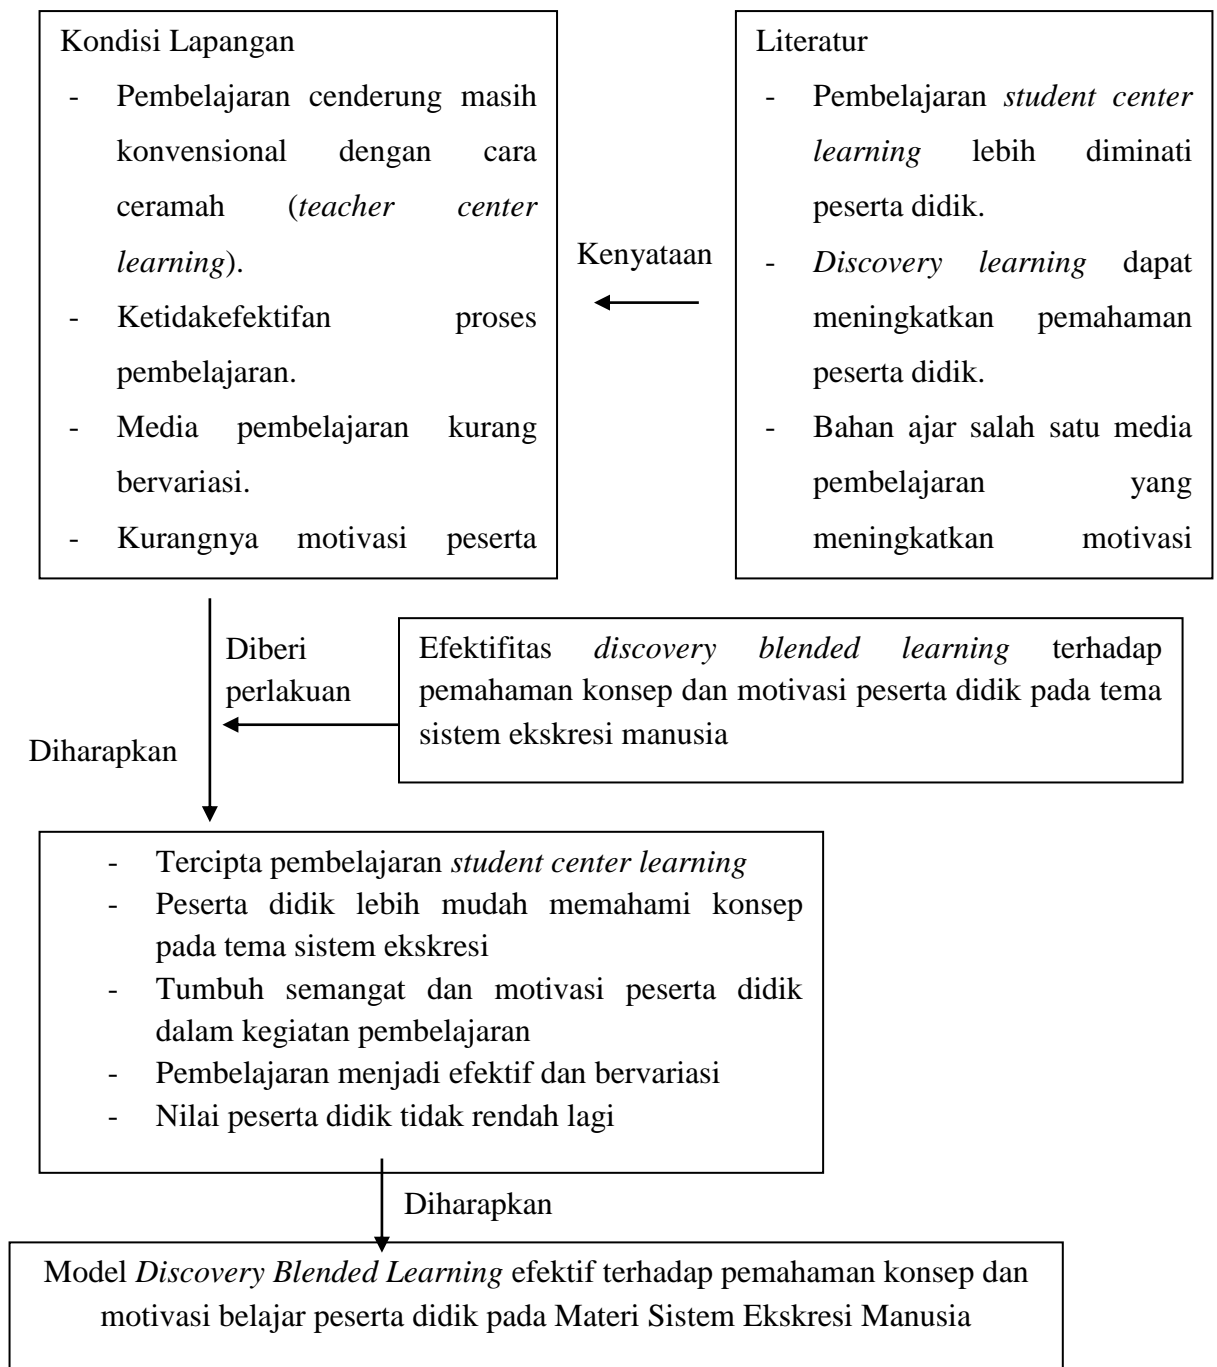 Kondisi Lapangan
- Pembelajaran cenderung masih
konvensional dengan cara
ceramah (teacher center
learning).
- Ketidakefektifan proses
pembelajaran.
- Media pembelajaran kurang
bervariasi.
- Kurangnya motivasi peserta
Kenyataan
Literatur
- Pembelajaran student center
learning lebih diminati
peserta didik.
- Discovery learning dapat
meningkatkan pemahaman
peserta didik.
- Bahan ajar salah satu media
pembelajaran yang
meningkatkan motivasi
Diberi
perlakuan
Efektifitas discovery blended learning terhadap
pemahaman konsep dan motivasi peserta didik pada tema
sistem ekskresi manusia
Diharapkan
- Tercipta pembelajaran student center learning
- Peserta didik lebih mudah memahami konsep
pada tema sistem ekskresi
- Tumbuh semangat dan motivasi peserta didik
dalam kegiatan pembelajaran
- Pembelajaran menjadi efektif dan bervariasi
- Nilai peserta didik tidak rendah lagi
Diharapkan
Model Discovery Blended Learning efektif terhadap pemahaman konsep dan
motivasi belajar peserta didik pada Materi Sistem Ekskresi Manusia